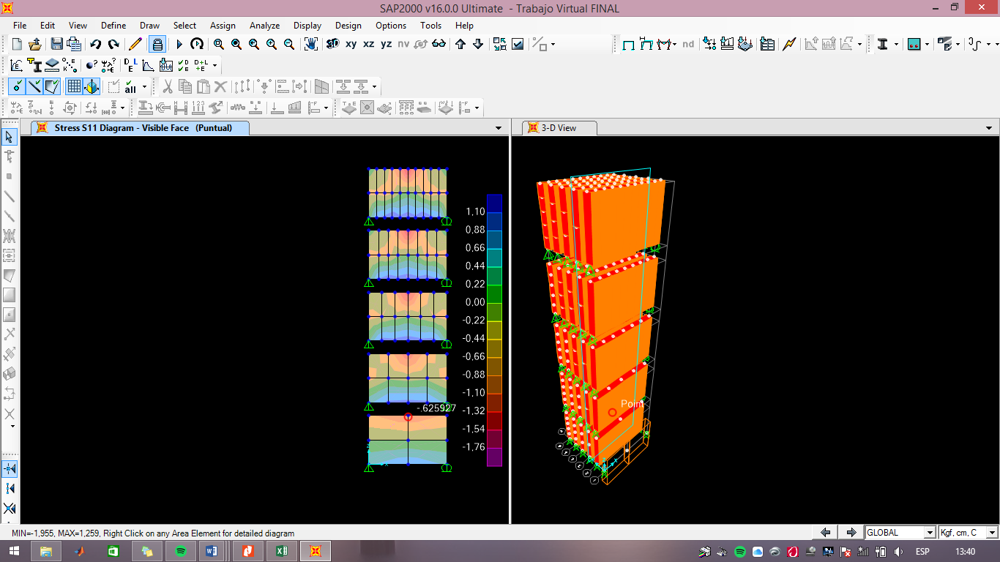 SAP2000 v16.0.0 Ultimate - Trabajo Virtual FINAL
File Edit View Define Draw Select Assign Analyze Display Design Options Tools Help
3D xy xz yz nv nd
all
Stress S11 Diagram - Visible Face (Puntual)
3-D View
1,10
0,88
0,66
0,44
0,22
0,00
-0,22
-0,44
-0,66
-0,88
-1,10
-1,32
-1,54
-1,76
-.625927
Point
MIN=-1,955, MAX=1,259, Right Click on any Area Element for detailed diagram
GLOBAL
Kgf, cm, C
ESP
13:40